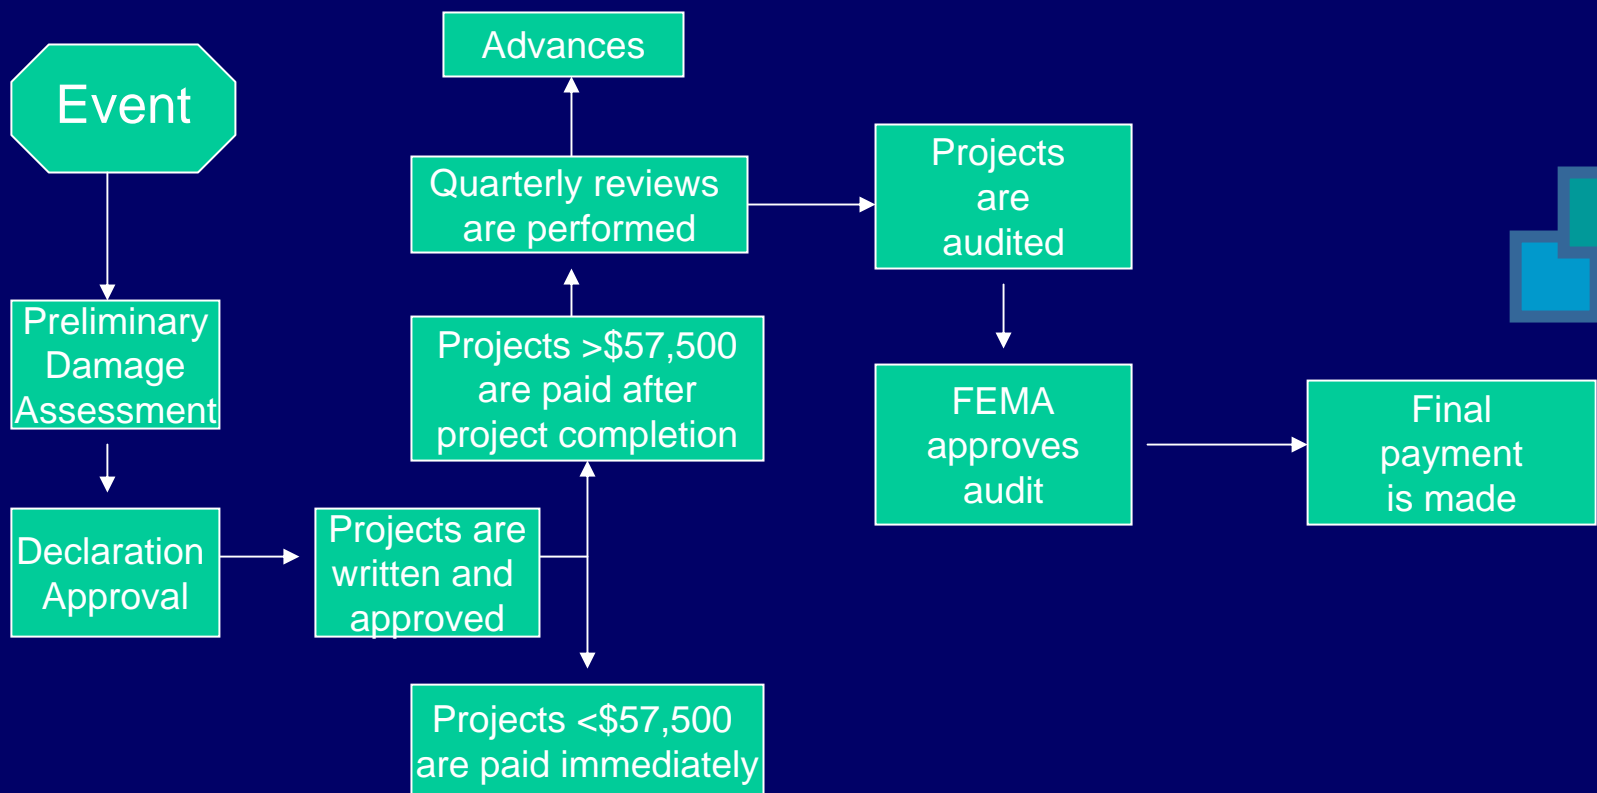 Event
Preliminary
Damage
Assessment
Declaration
Approval
Projects are
written and
approved
Projects >$57,500
are paid after
project completion
Projects <$57,500
are paid immediately
Quarterly reviews
are performed
Advances
Projects
are
audited
FEMA
approves
audit
Final
payment
is made